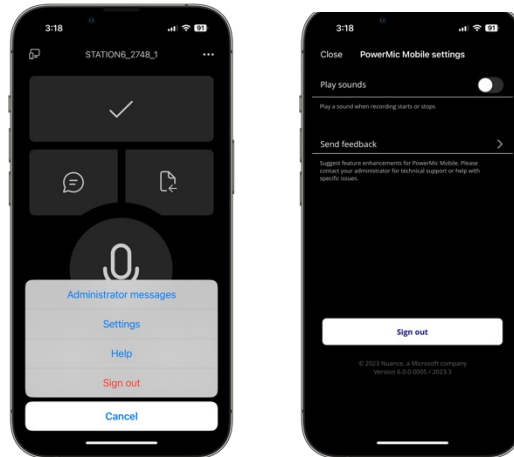 3:18
91
STATION6_2748_1
Administrator messages
Settings
Help
Sign out
Cancel
3:18
91
Close PowerMic Mobile settings
Play sounds
Play a sound when recording starts or stops
Send feedback
Suggest feature enhancements for PowerMic Mobile. Please
contact your administrator for technical support or help with
specific issues.
Sign out
© 2023 Nuance, a Microsoft company
Version 6.0.0.0005 / 2023.3